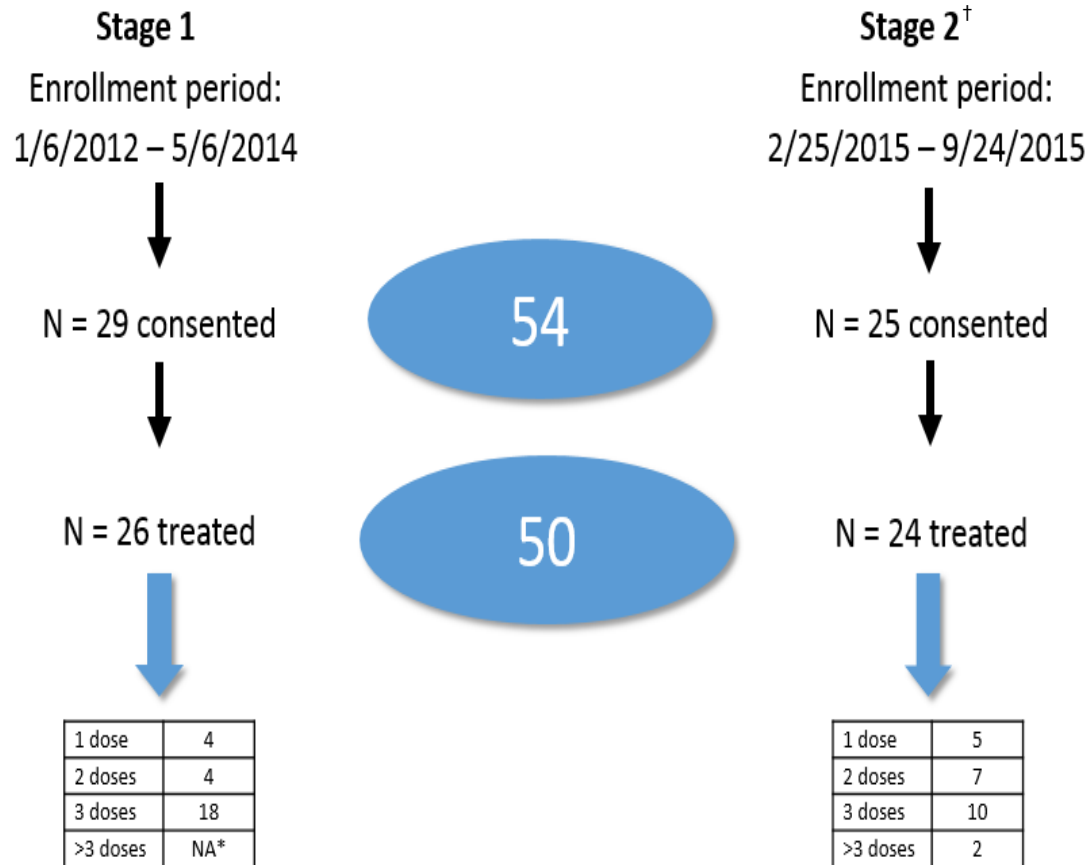 Stage 1
Enrollment period:
1/6/2012 – 5/6/2014
N = 29 consented
N = 26 treated
1 dose 4
2 doses 4
3 doses 18
>3 doses NA*
54
50
Stage 2†
Enrollment period:
2/25/2015 – 9/24/2015
N = 25 consented
N = 24 treated
1 dose 5
2 doses 7
3 doses 10
>3 doses 2